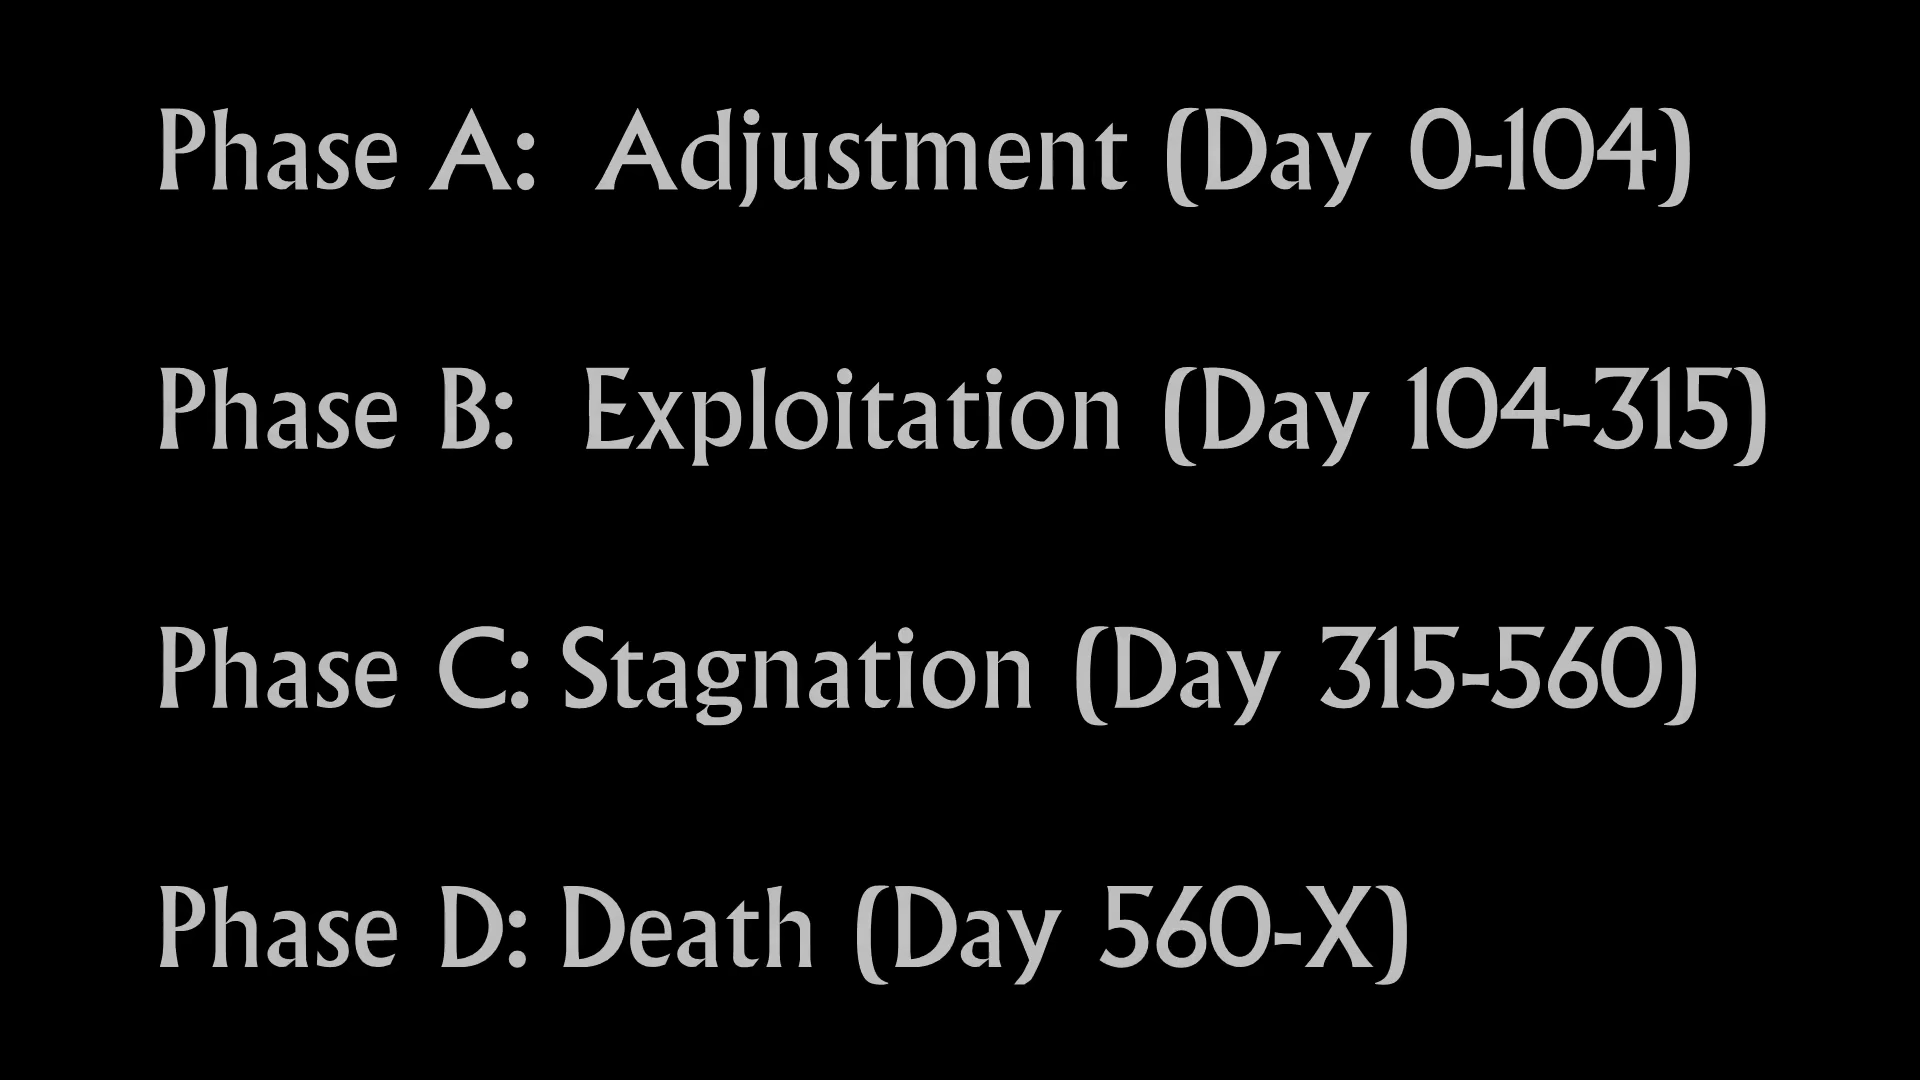 Phase A:  Adjustment (Day 0-104)
Phase B:  Exploitation (Day 104-315)
Phase C: Stagnation (Day 315-560)
Phase D: Death (Day 560-X)